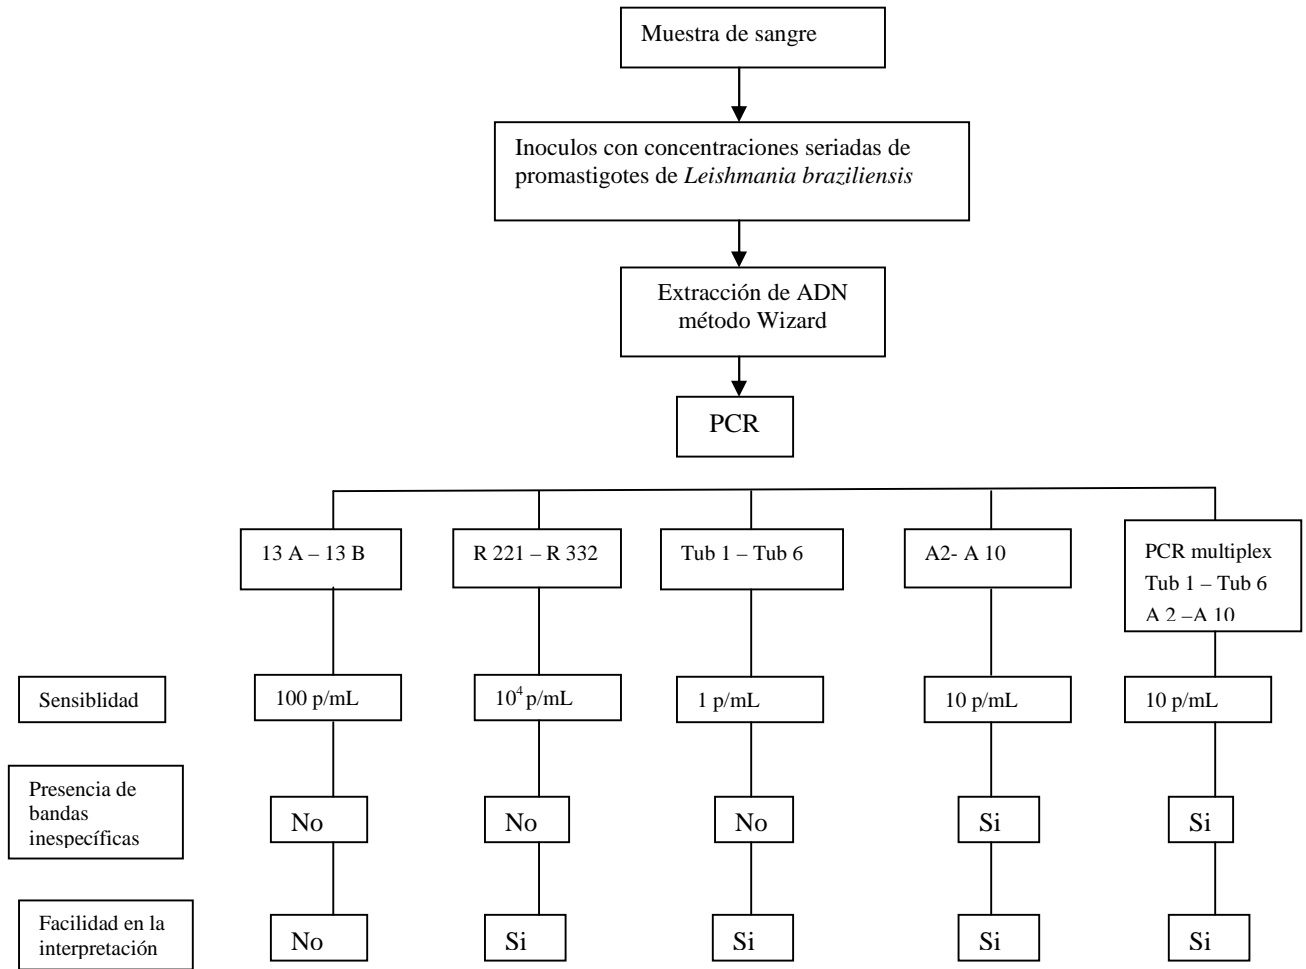 Muestra de sangre
Inoculos con concentraciones seriadas de
promastigotes de Leishmania braziliensis
Extracción de ADN
método Wizard
PCR
13 A – 13 B
R 221 – R 332
Tub 1 – Tub 6
A2- A 10
PCR multiplex
Tub 1 – Tub 6
A 2 –A 10
Sensiblidad
100 p/mL
10⁴ p/mL
1 p/mL
10 p/mL
10 p/mL
Presencia de
bandas
inespecíficas
No
No
No
Si
Si
Facilidad en la
interpretación
No
Si
Si
Si
Si